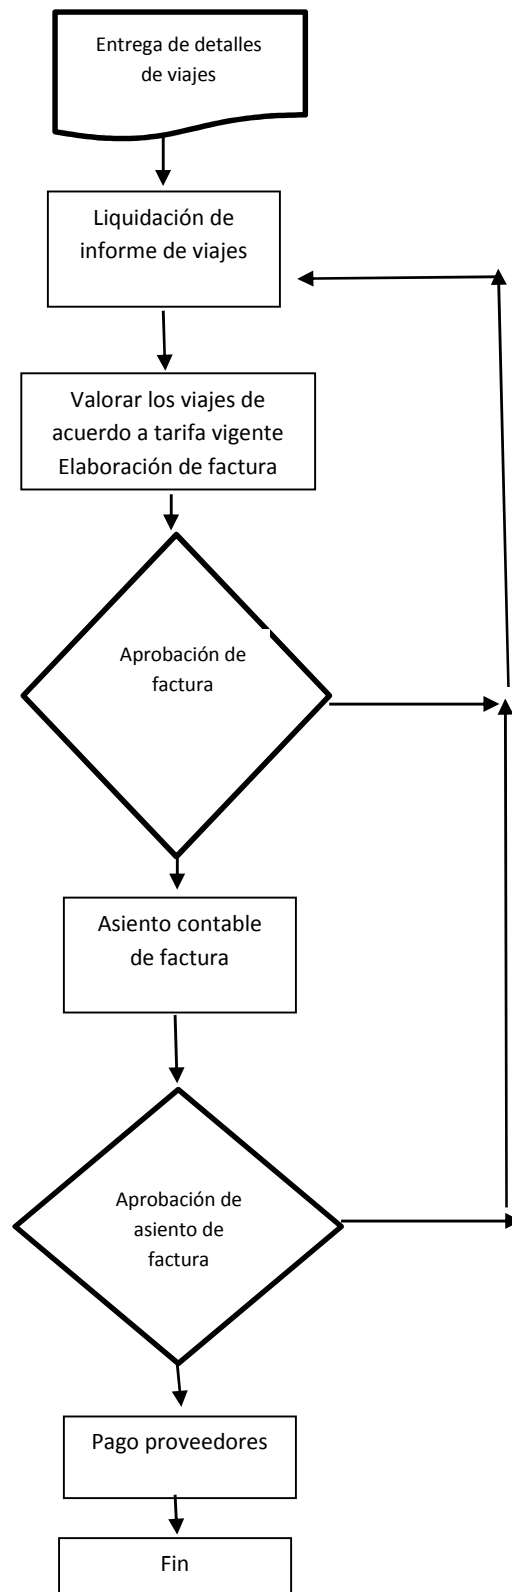 Entrega de detalles
de viajes
Liquidación de
informe de viajes
Valorar los viajes de
acuerdo a tarifa vigente
Elaboración de factura
Aprobación de
factura
Asiento contable
de factura
Aprobación de
asiento de
factura
Pago proveedores
Fin